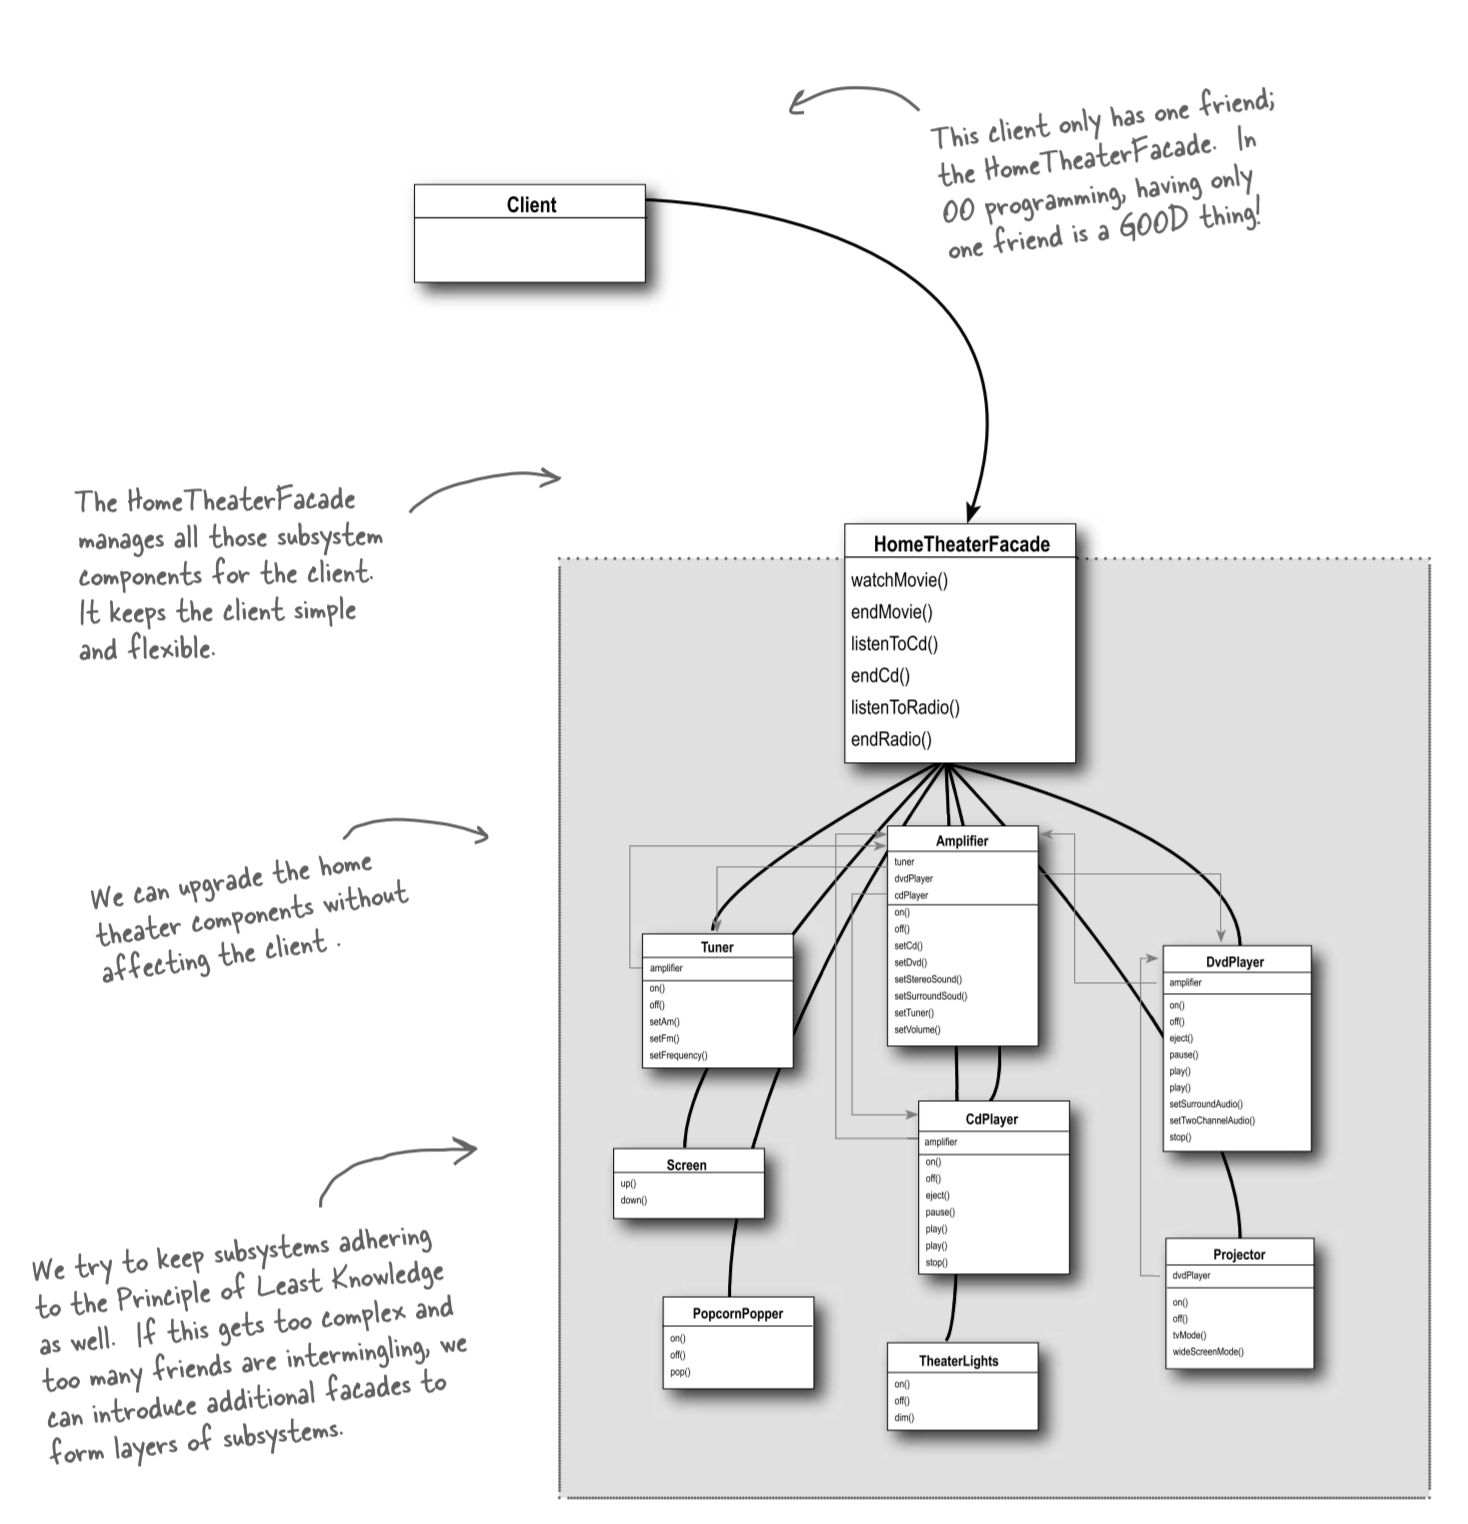 This client only has one friend;
the HomeTheaterFacade. In
OO programming, having only
one friend is a GOOD thing!
Client
The HomeTheaterFacade
manages all those subsystem
components for the client.
It keeps the client simple
and flexible.
HomeTheaterFacade
watchMovie()
endMovie()
listenToCd()
endCd()
listenToRadio()
endRadio()
We can upgrade the home
theater components without
affecting the client .
Amplifier
tuner
dvdPlayer
cdPlayer
on()
off()
setCd()
setDvd()
setStereoSound()
setSurroundSoud()
setTuner()
setVolume()
Tuner
amplifier
on()
off()
setAm()
setFm()
setFrequency()
DvdPlayer
amplifier
on()
off()
eject()
pause()
play()
play()
setSurroundAudio()
setTwoChannelAudio()
stop()
CdPlayer
amplifier
on()
off()
eject()
pause()
play()
play()
stop()
Screen
up()
down()
We try to keep subsystems adhering
to the Principle of Least Knowledge
as well. If this gets too complex and
too many friends are intermingling, we
can introduce additional facades to
form layers of subsystems.
PopcornPopper
on()
off()
pop()
TheaterLights
on()
off()
dim()
Projector
dvdPlayer
on()
off()
tvMode()
wideScreenMode()